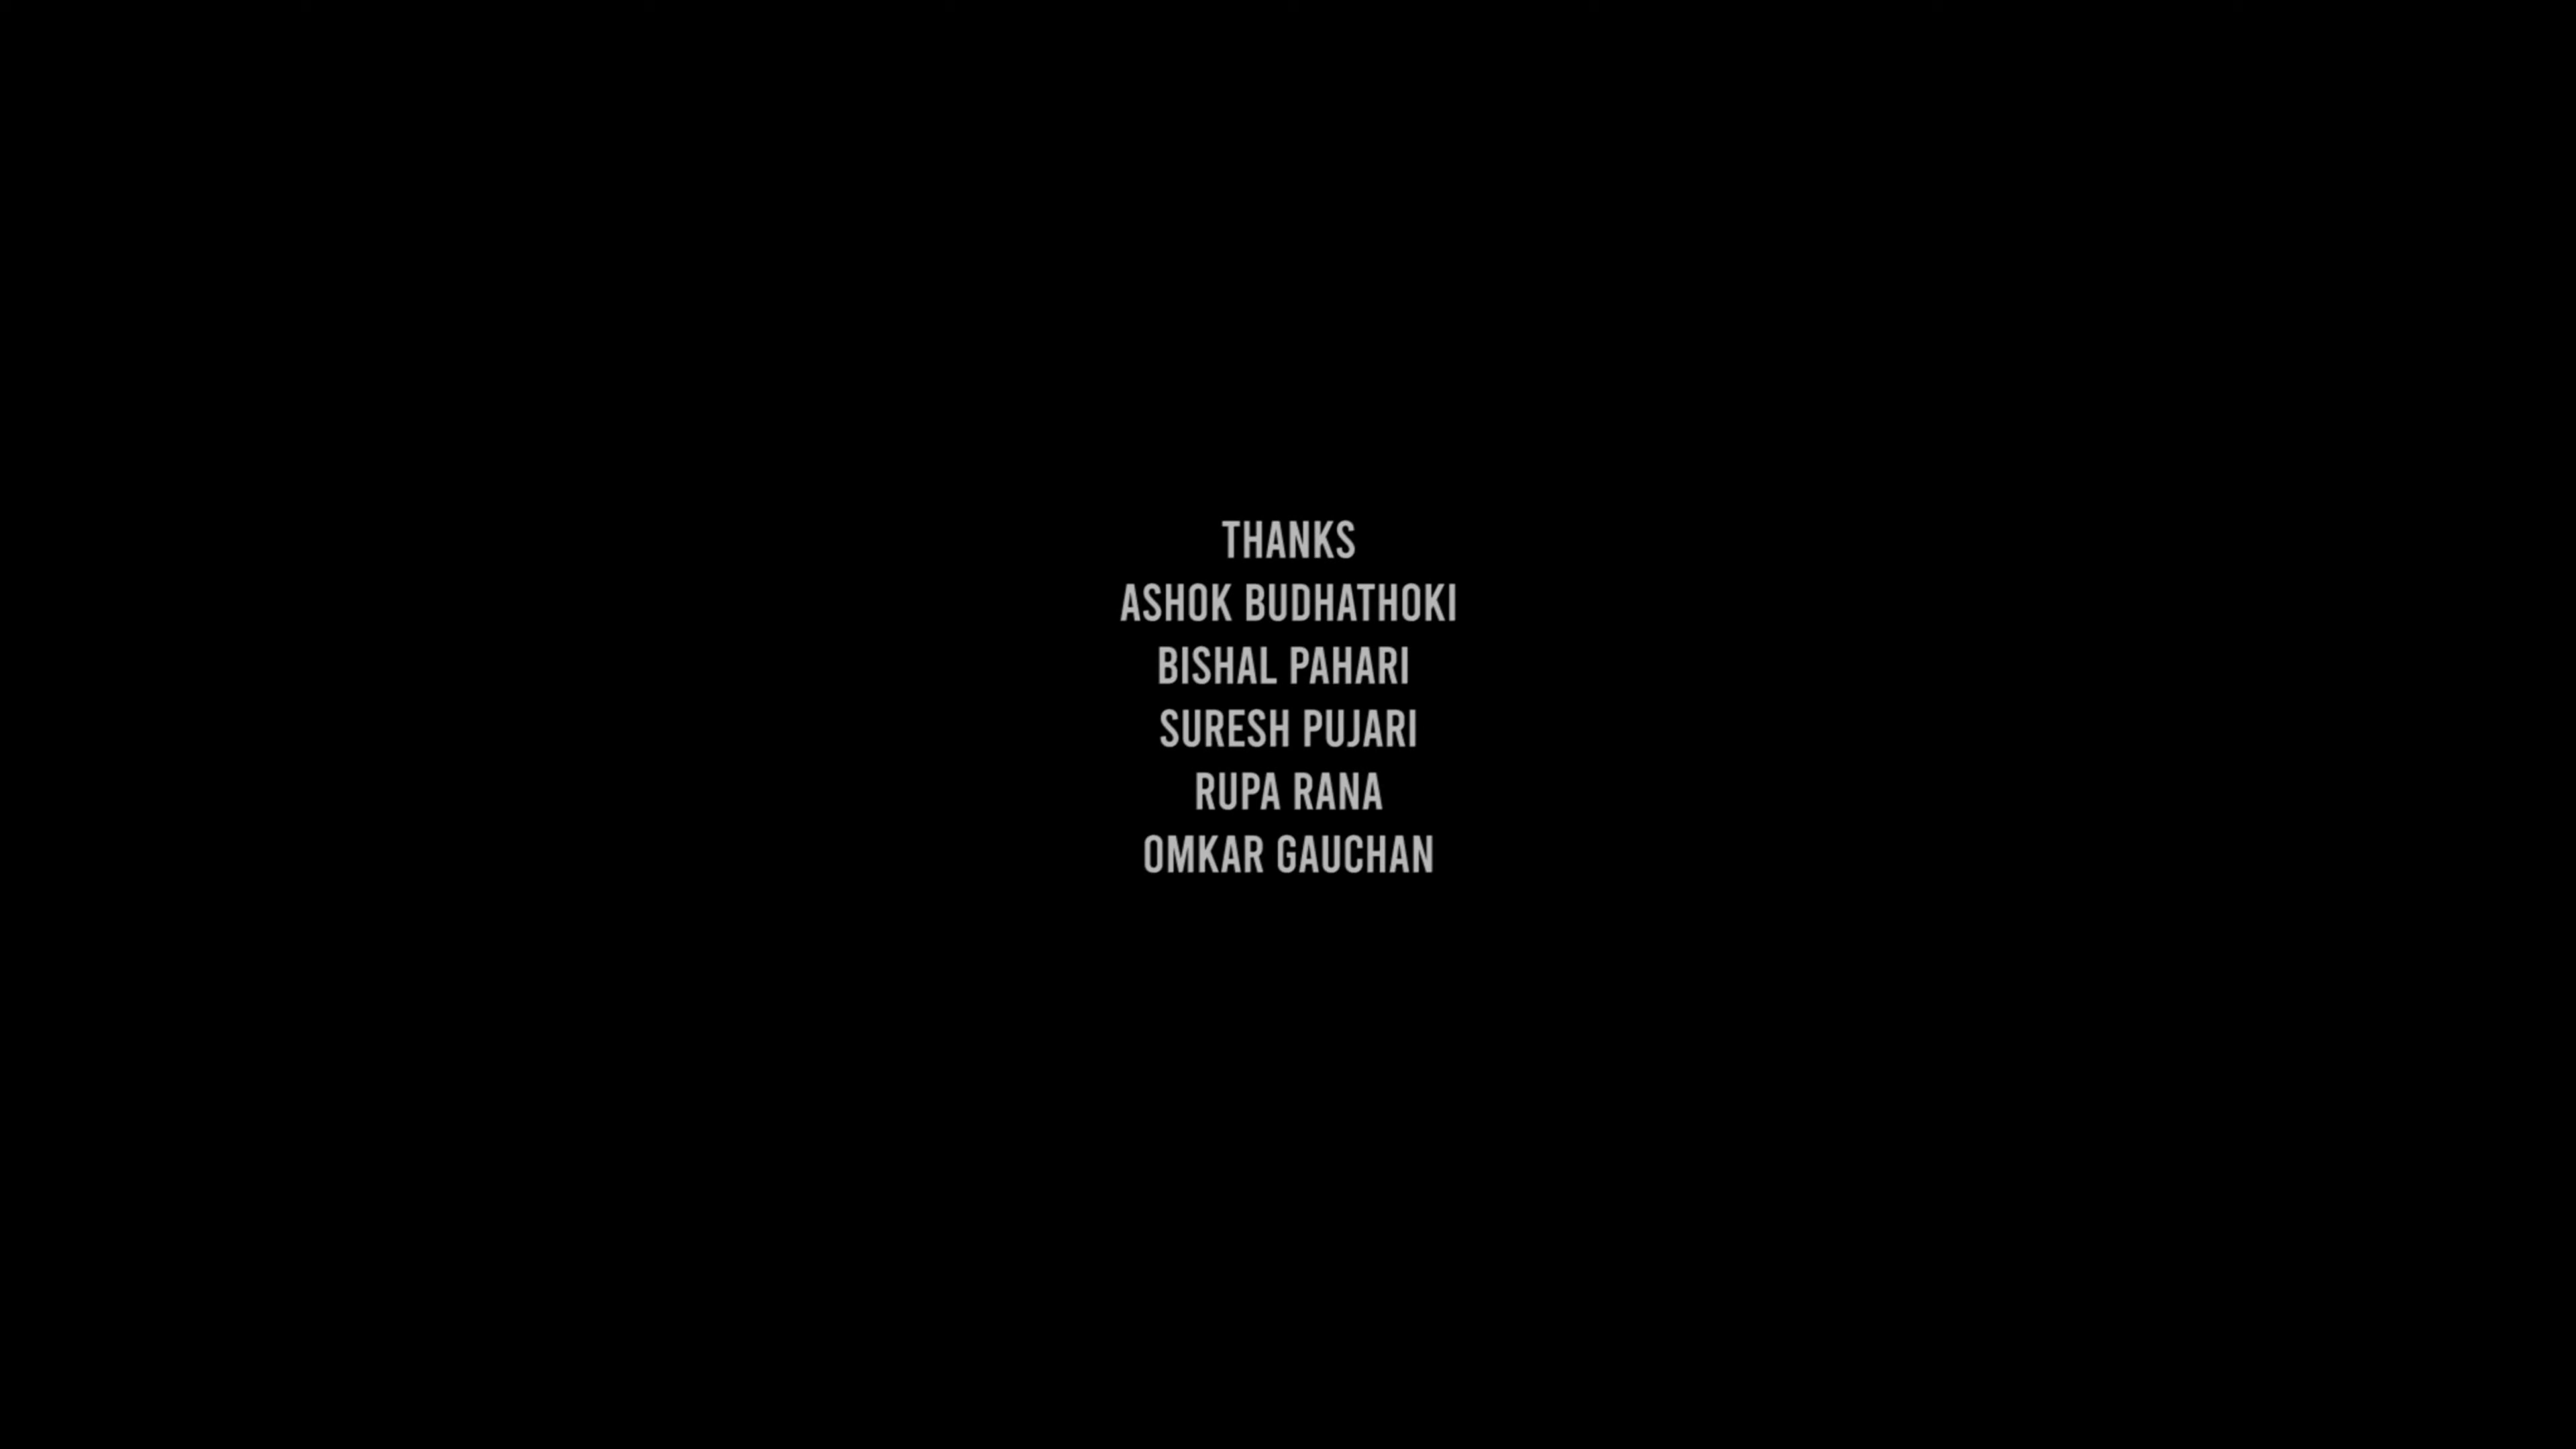 THANKS
ASHOK BUDHATHOKI
BISHAL PAHARI
SURESH PUJARI
RUPA RANA
OMKAR GAUCHAN